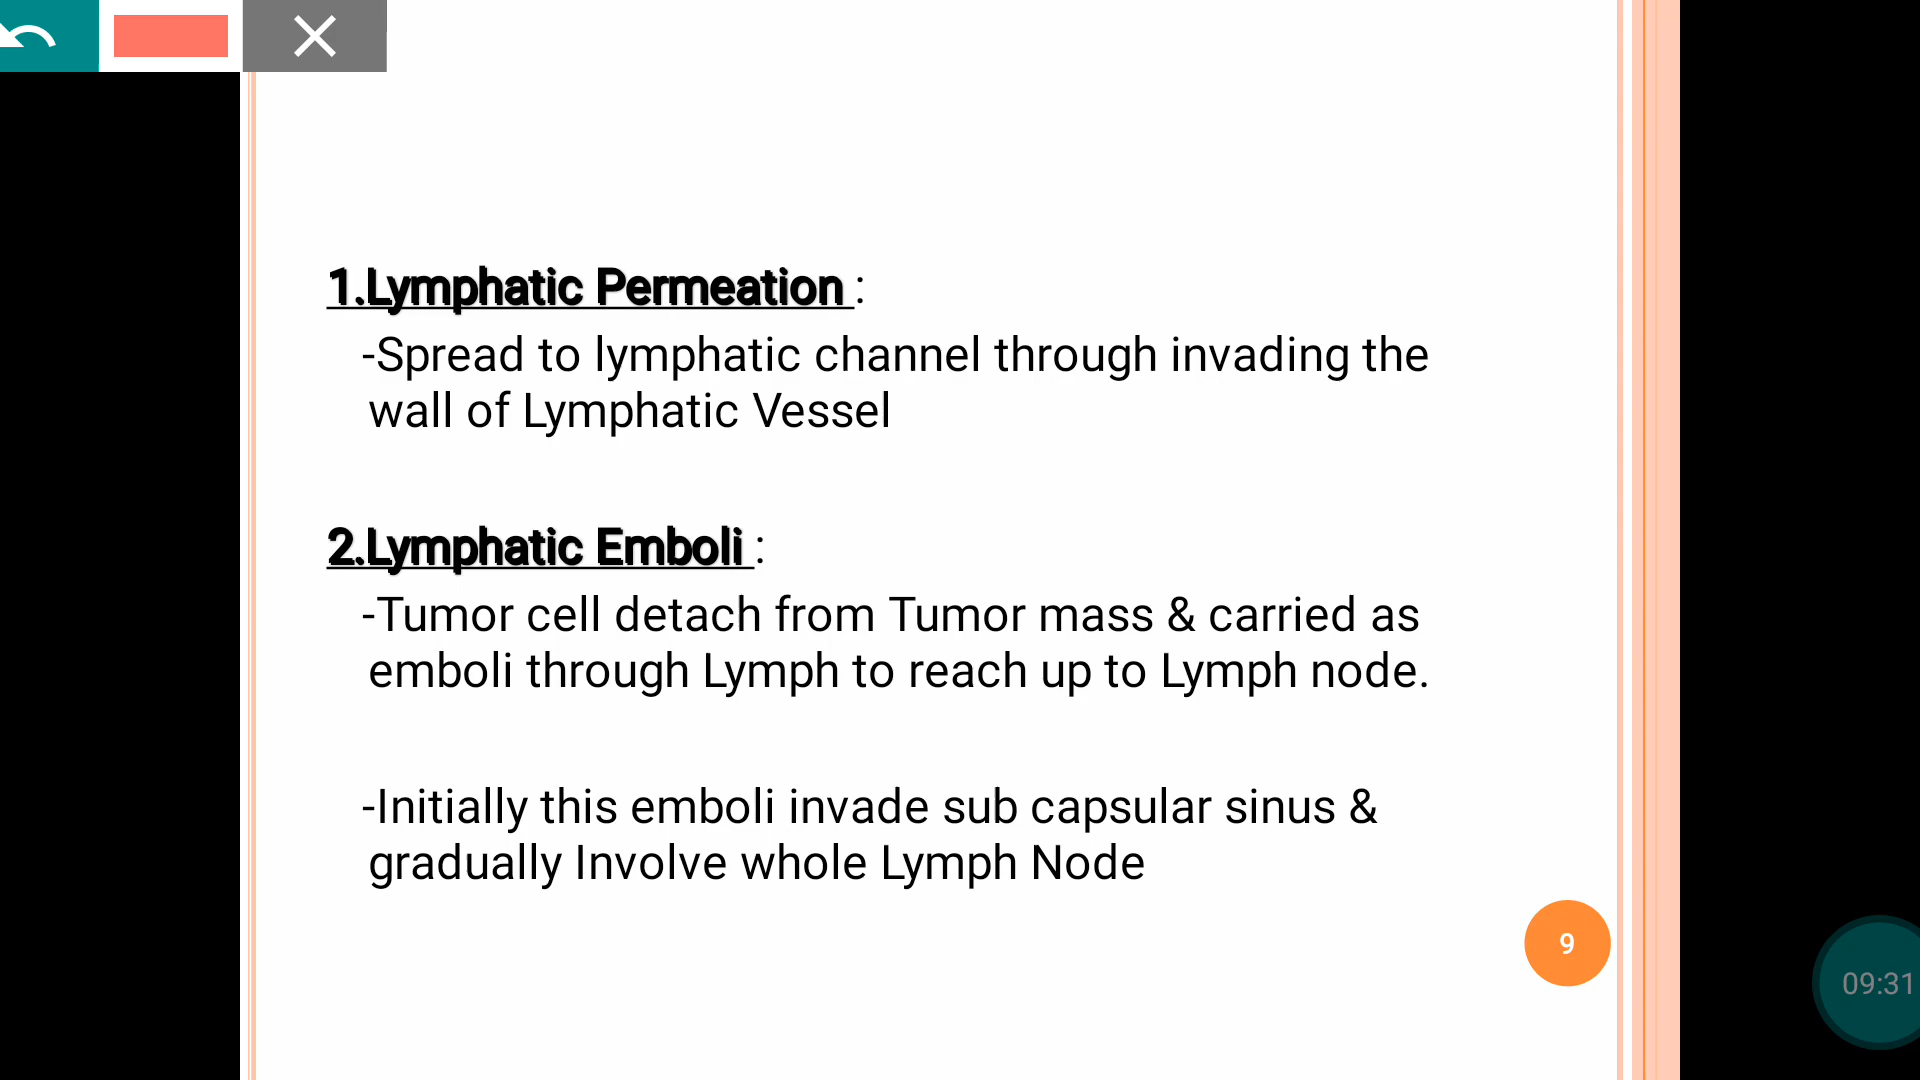 1.Lymphatic Permeation :
-Spread to lymphatic channel through invading the
wall of Lymphatic Vessel
2.Lymphatic Emboli :
-Tumor cell detach from Tumor mass & carried as
emboli through Lymph to reach up to Lymph node.
-Initially this emboli invade sub capsular sinus &
gradually Involve whole Lymph Node
9
09:31